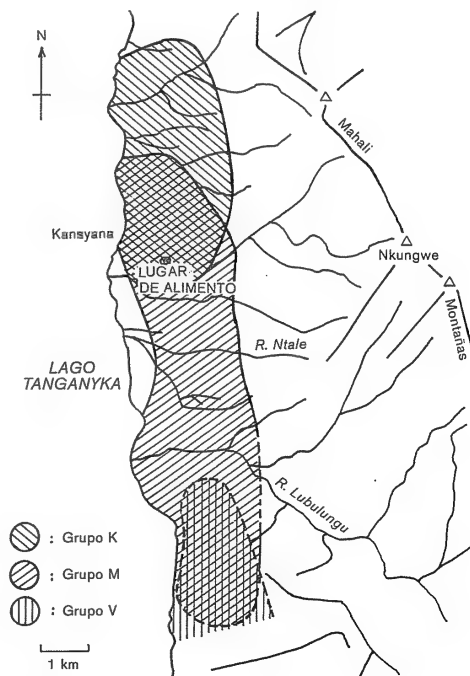 N
Mahali
Kansyana
Nkungwe
LUGAR
DE ALIMENTO
Montañas
R. Ntale
LAGO
TANGANYKA
R. Lubulungu
: Grupo K
: Grupo M
: Grupo V
1 km